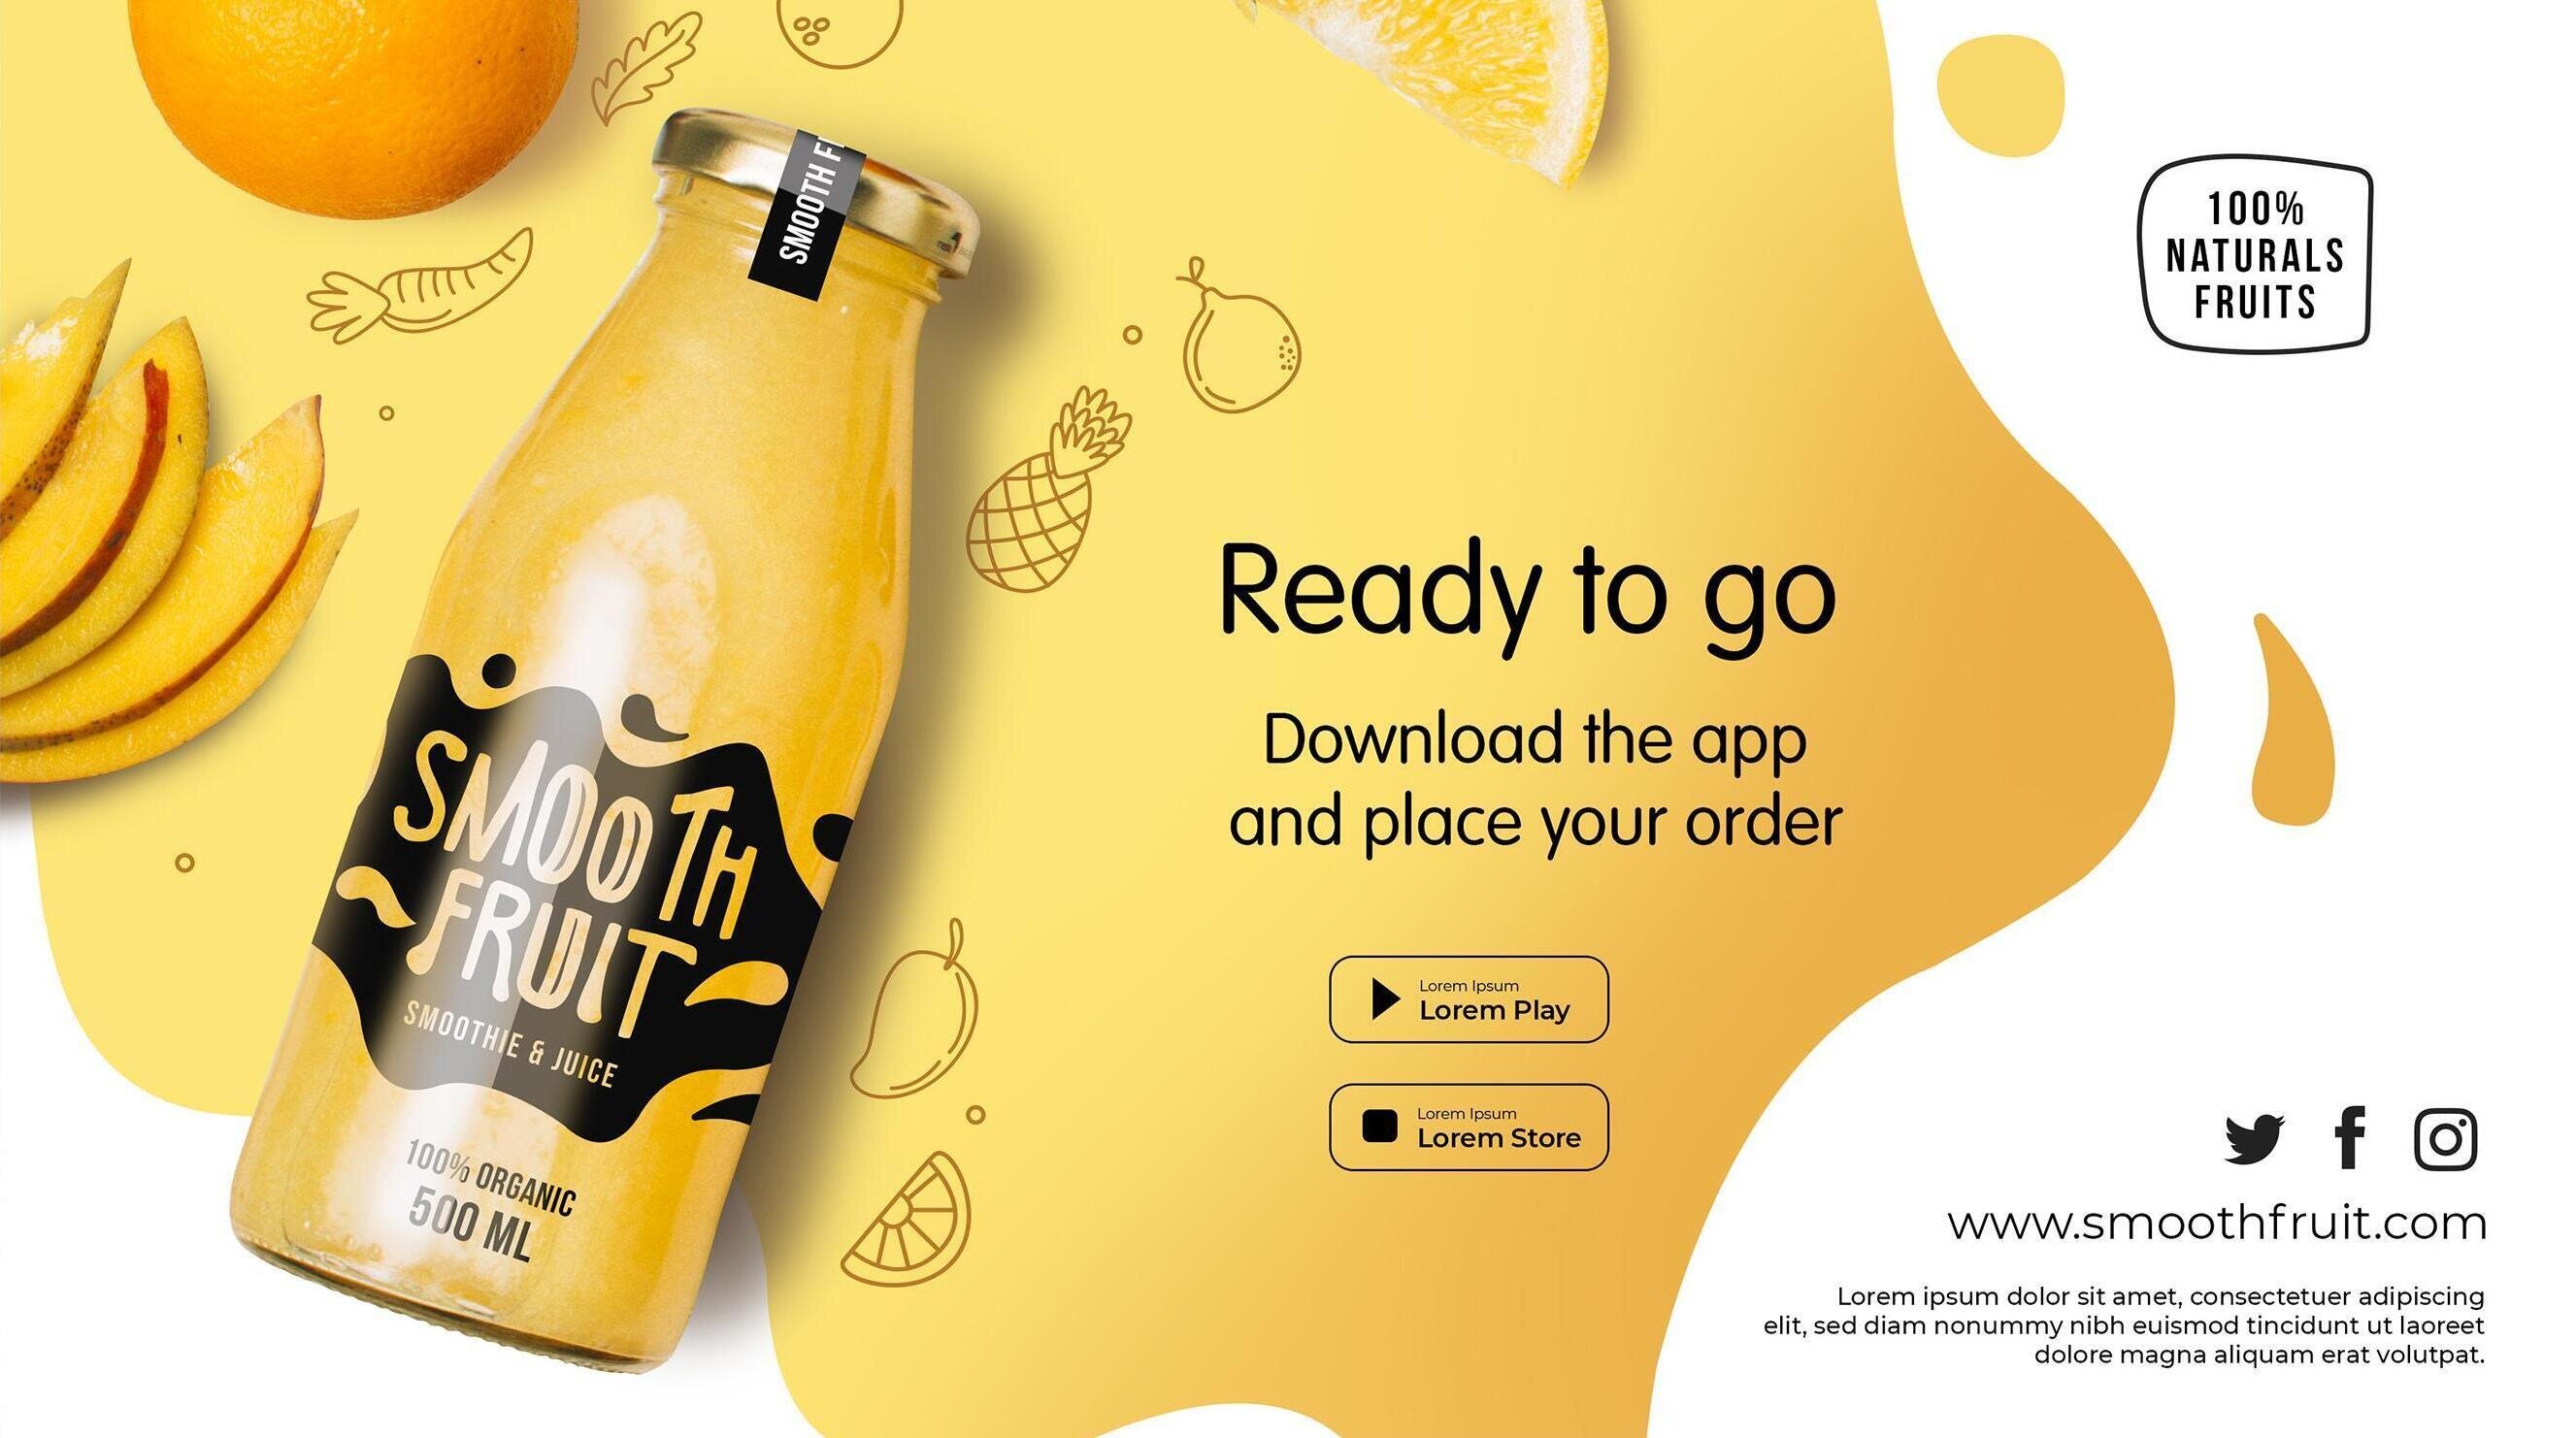 SMOOTH
100%
NATURALS
FRUITS
Ready to go
Download the app
and place your order
SMOOTH
FRUIT
SMOOTHIE & JUICE
100% ORGANIC
500 ML
Lorem Ipsum
Lorem Play
Lorem Ipsum
Lorem Store
www.smoothfruit.com
Lorem ipsum dolor sit amet, consectetuer adipiscing
elit, sed diam nonummy nibh euismod tincidunt ut laoreet
dolore magna aliquam erat volutpat.